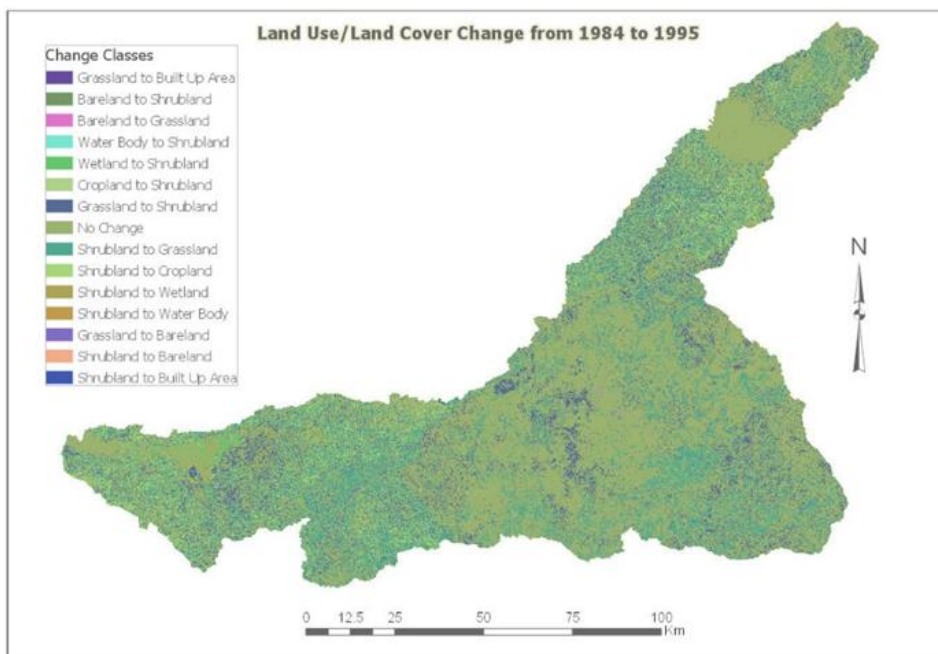 Land Use/Land Cover Change from 1984 to 1995
Change Classes
Grassland to Built Up Area
Bareland to Shrubland
Bareland to Grassland
Water Body to Shrubland
Wetland to Shrubland
Cropland to Shrubland
Grassland to Shrubland
No Change
Shrubland to Grassland
Shrubland to Cropland
Shrubland to Wetland
Shrubland to Water Body
Grassland to Bareland
Shrubland to Bareland
Shrubland to Built Up Area
N
0 12.5 25 50 75 100
Km